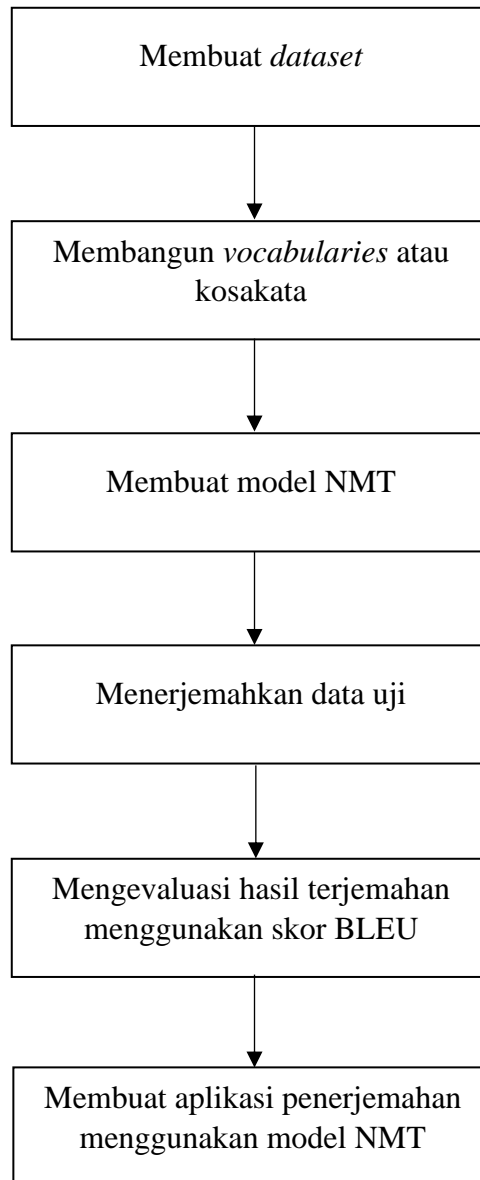 Membuat dataset
Membangun vocabularies atau
kosakata
Membuat model NMT
Menerjemahkan data uji
Mengevaluasi hasil terjemahan
menggunakan skor BLEU
Membuat aplikasi penerjemahan
menggunakan model NMT